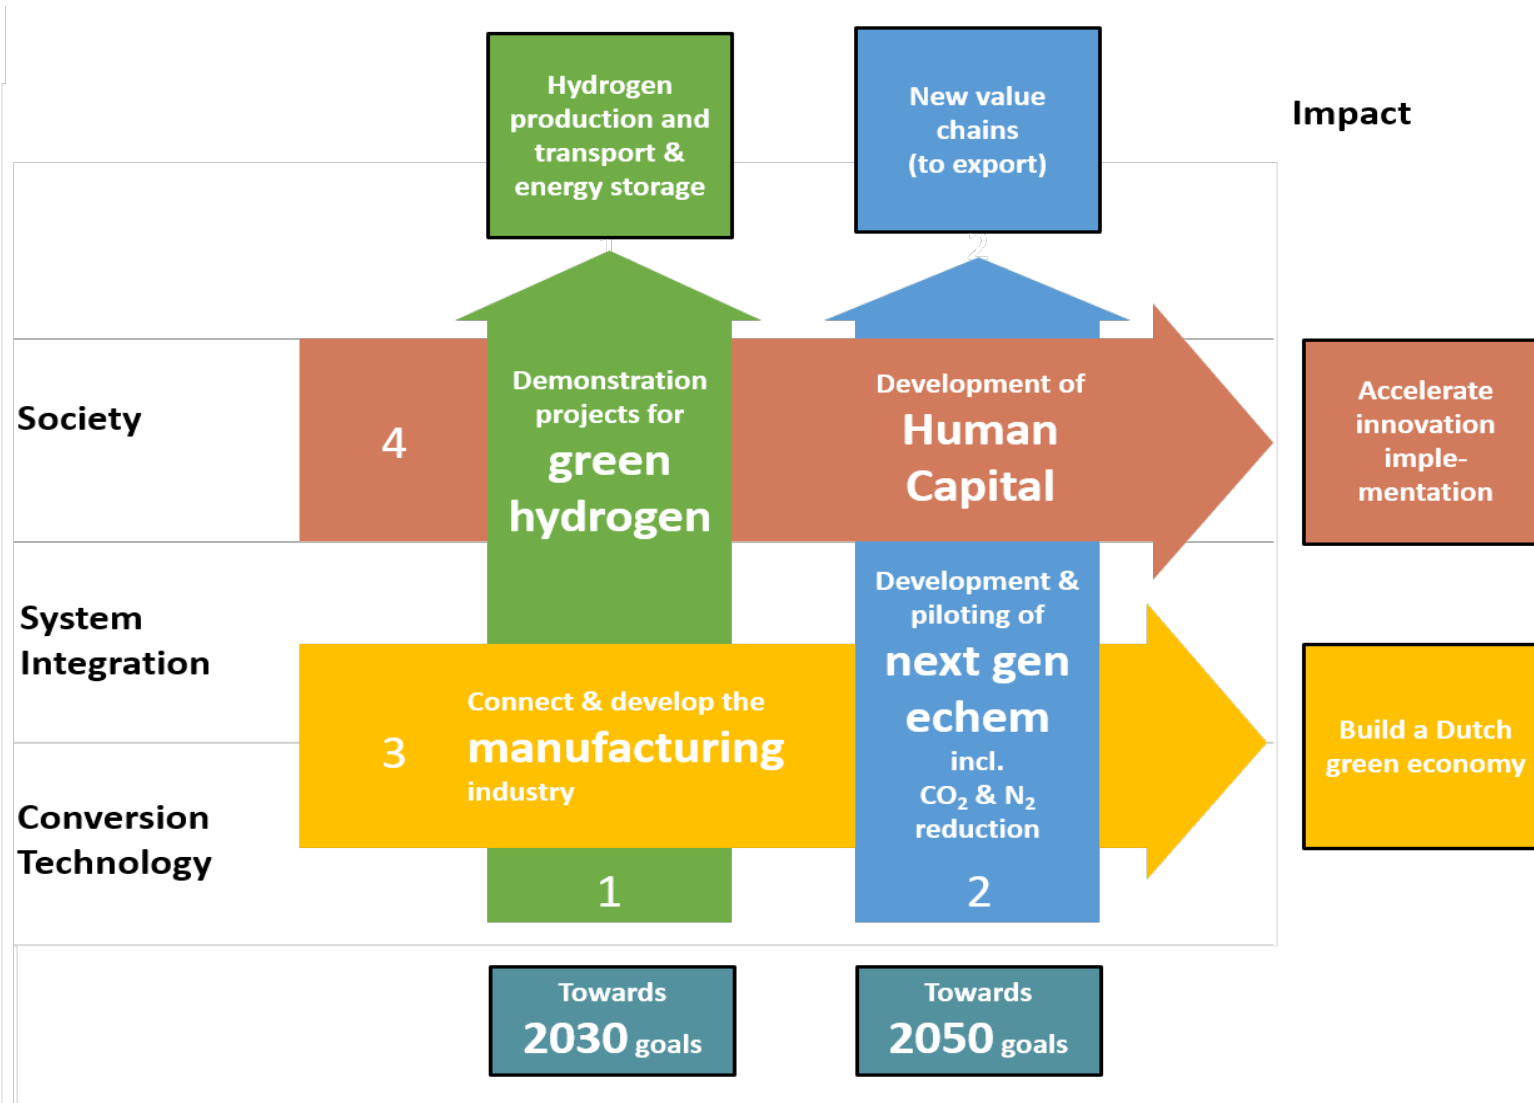 Hydrogen
production and
transport &
energy storage
New value
chains
(to export)
Impact
1
2
Society
4
Demonstration
projects for
green
hydrogen
Development of
Human
Capital
Accelerate
innovation
imple-
mentation
System
Integration
Development &
piloting of
next gen
echem
incl.
CO₂ & N₂
reduction
3
Connect & develop the
manufacturing
industry
Build a Dutch
green economy
Conversion
Technology
1
2
Towards
2030 goals
Towards
2050 goals